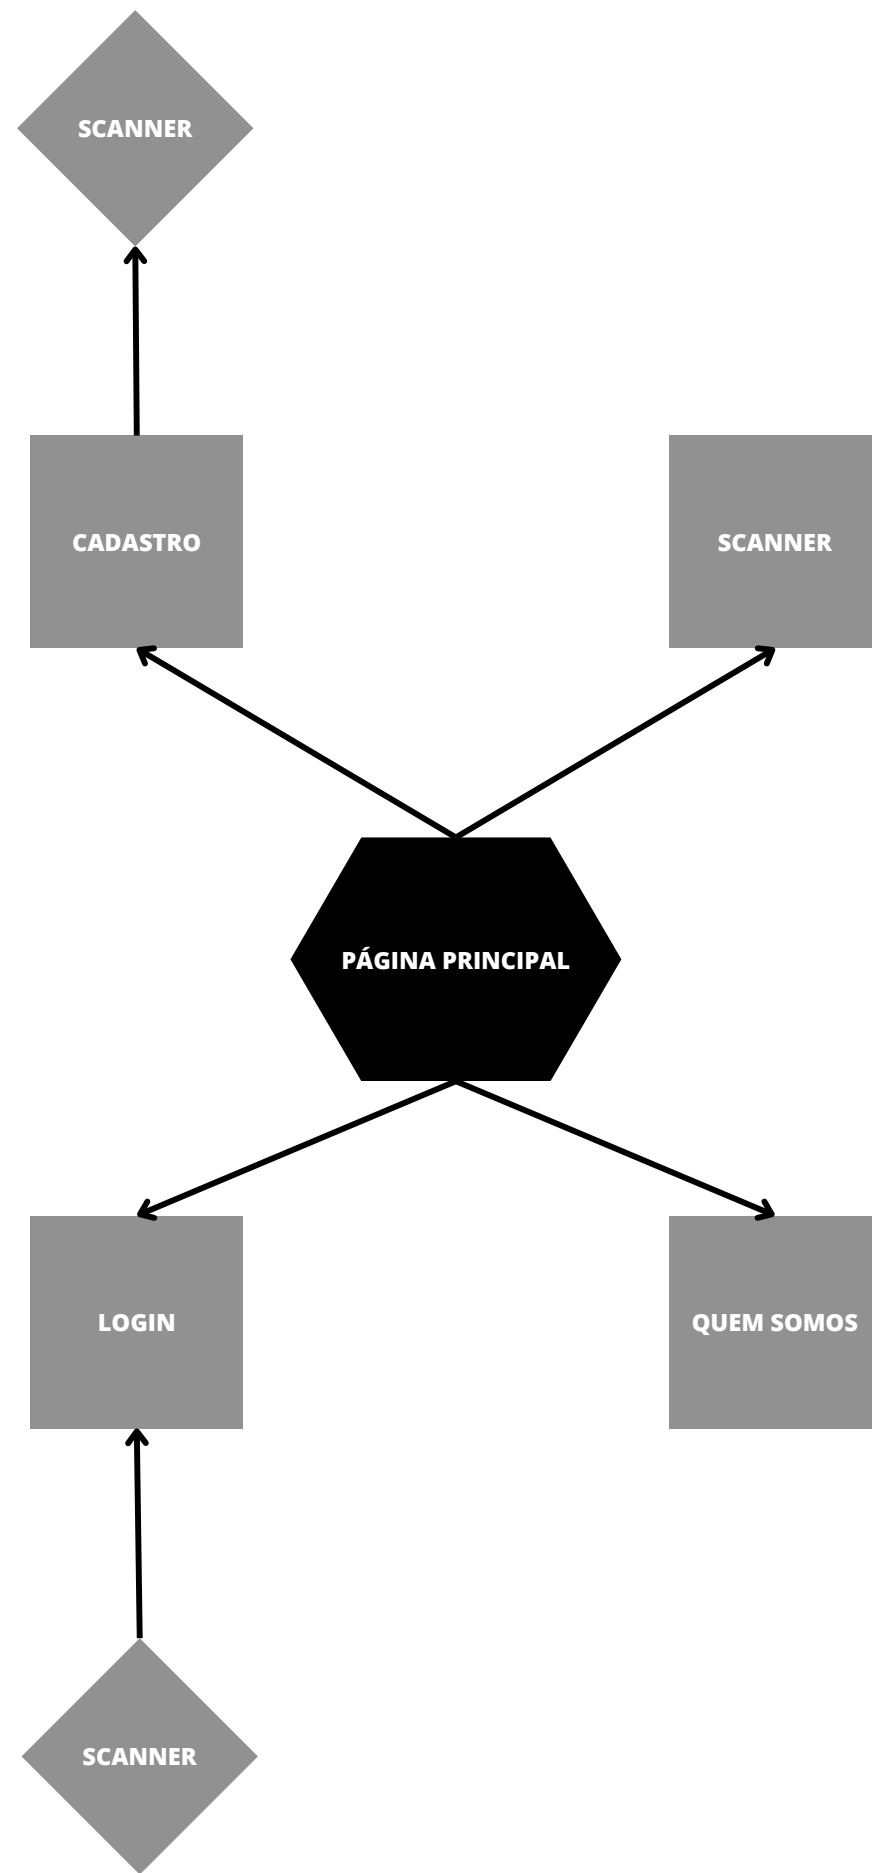 SCANNER
CADASTRO
SCANNER
PÁGINA PRINCIPAL
LOGIN
QUEM SOMOS
SCANNER